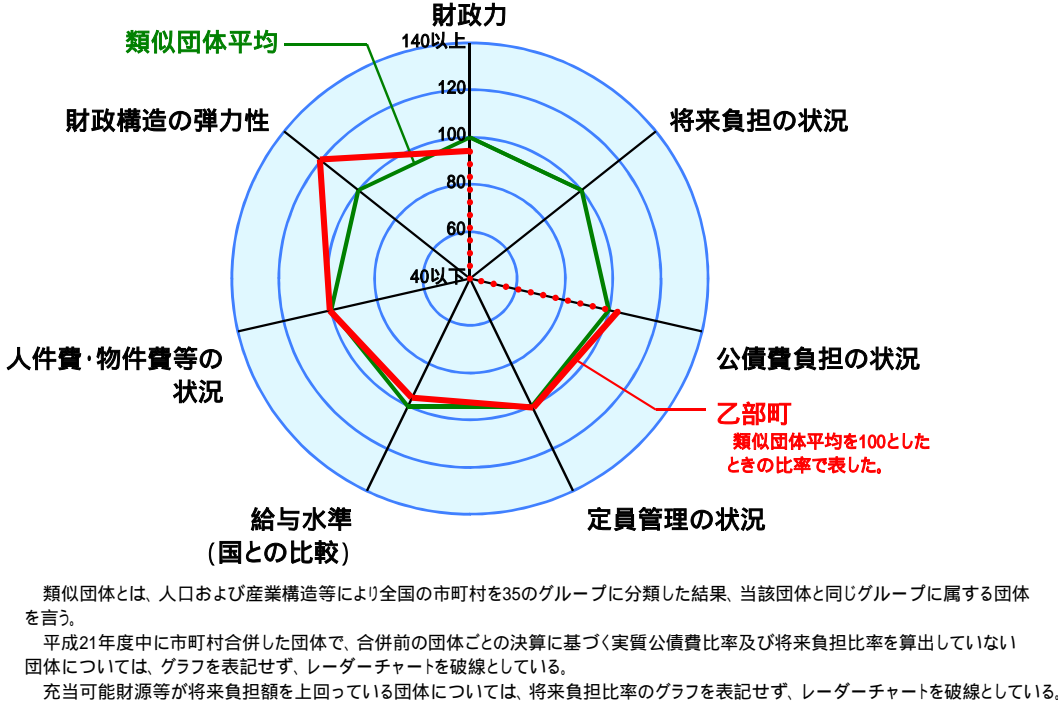 財政力
類似団体平均
140以上
120
100
80
60
40以下
財政構造の弾力性
将来負担の状況
人件費・物件費等の
状況
公債費負担の状況
乙部町
類似団体平均を100とした
ときの比率で表した。
給与水準
(国との比較)
定員管理の状況
類似団体とは、人口および産業構造等により全国の市町村を35のグループに分類した結果、当該団体と同じグループに属する団体
を言う。
平成21年度中に市町村合併した団体で、合併前の団体ごとの決算に基づく実質公債費比率及び将来負担比率を算出していない
団体については、グラフを表記せず、レーダーチャートを破線としている。
充当可能財源等が将来負担額を上回っている団体については、将来負担比率のグラフを表記せず、レーダーチャートを破線としている。